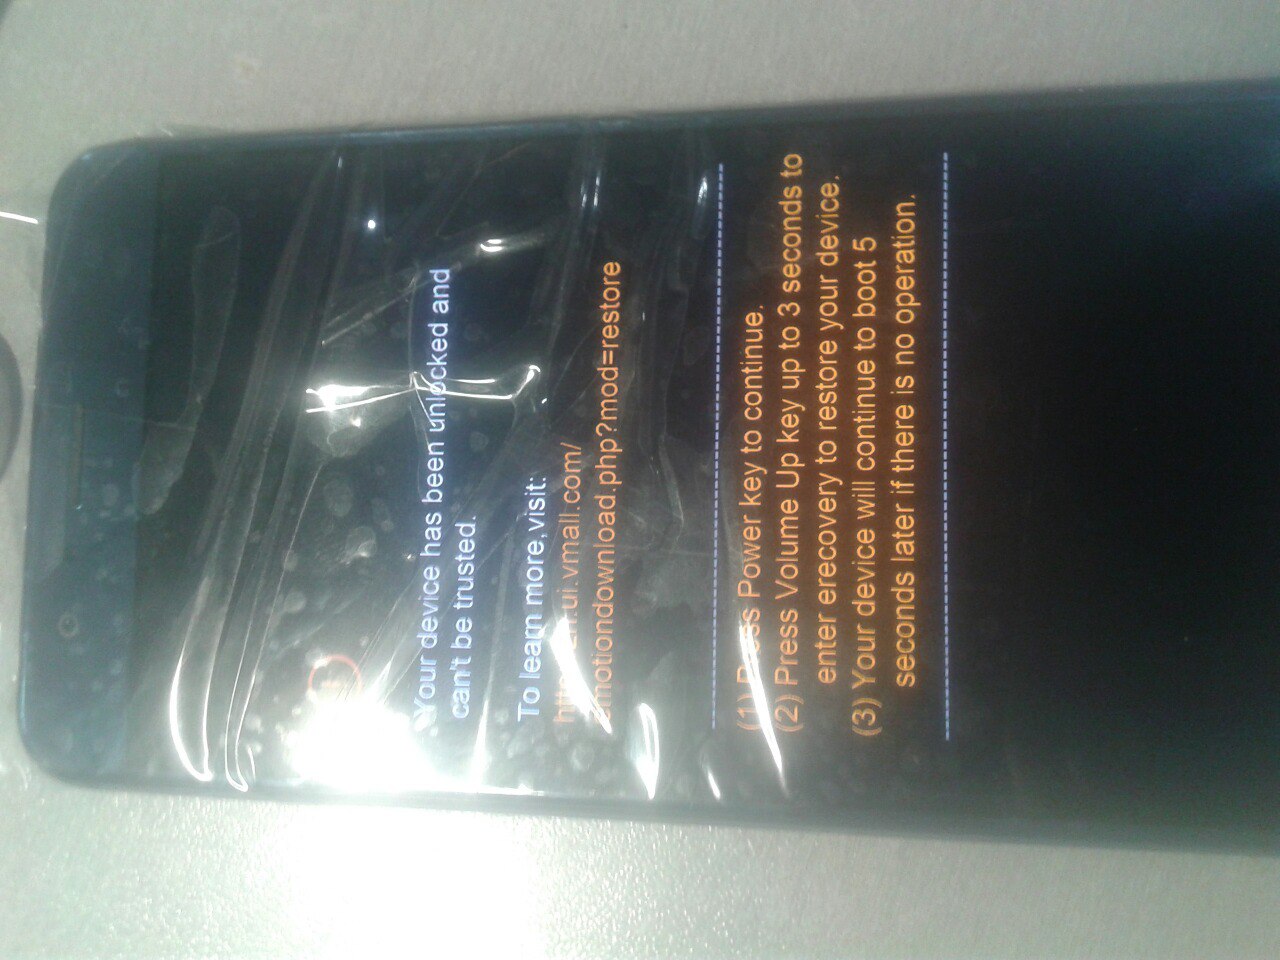 Your device has been unlocked and
can't be trusted.
To learn more,visit:
ui.vmall.com/
emotiondownload.php?mod=restore
(1) Press Power key to continue.
(2) Press Volume Up key up to 3 seconds to
enter erecovery to restore your device.
(3) Your device will continue to boot 5
seconds later if there is no operation.